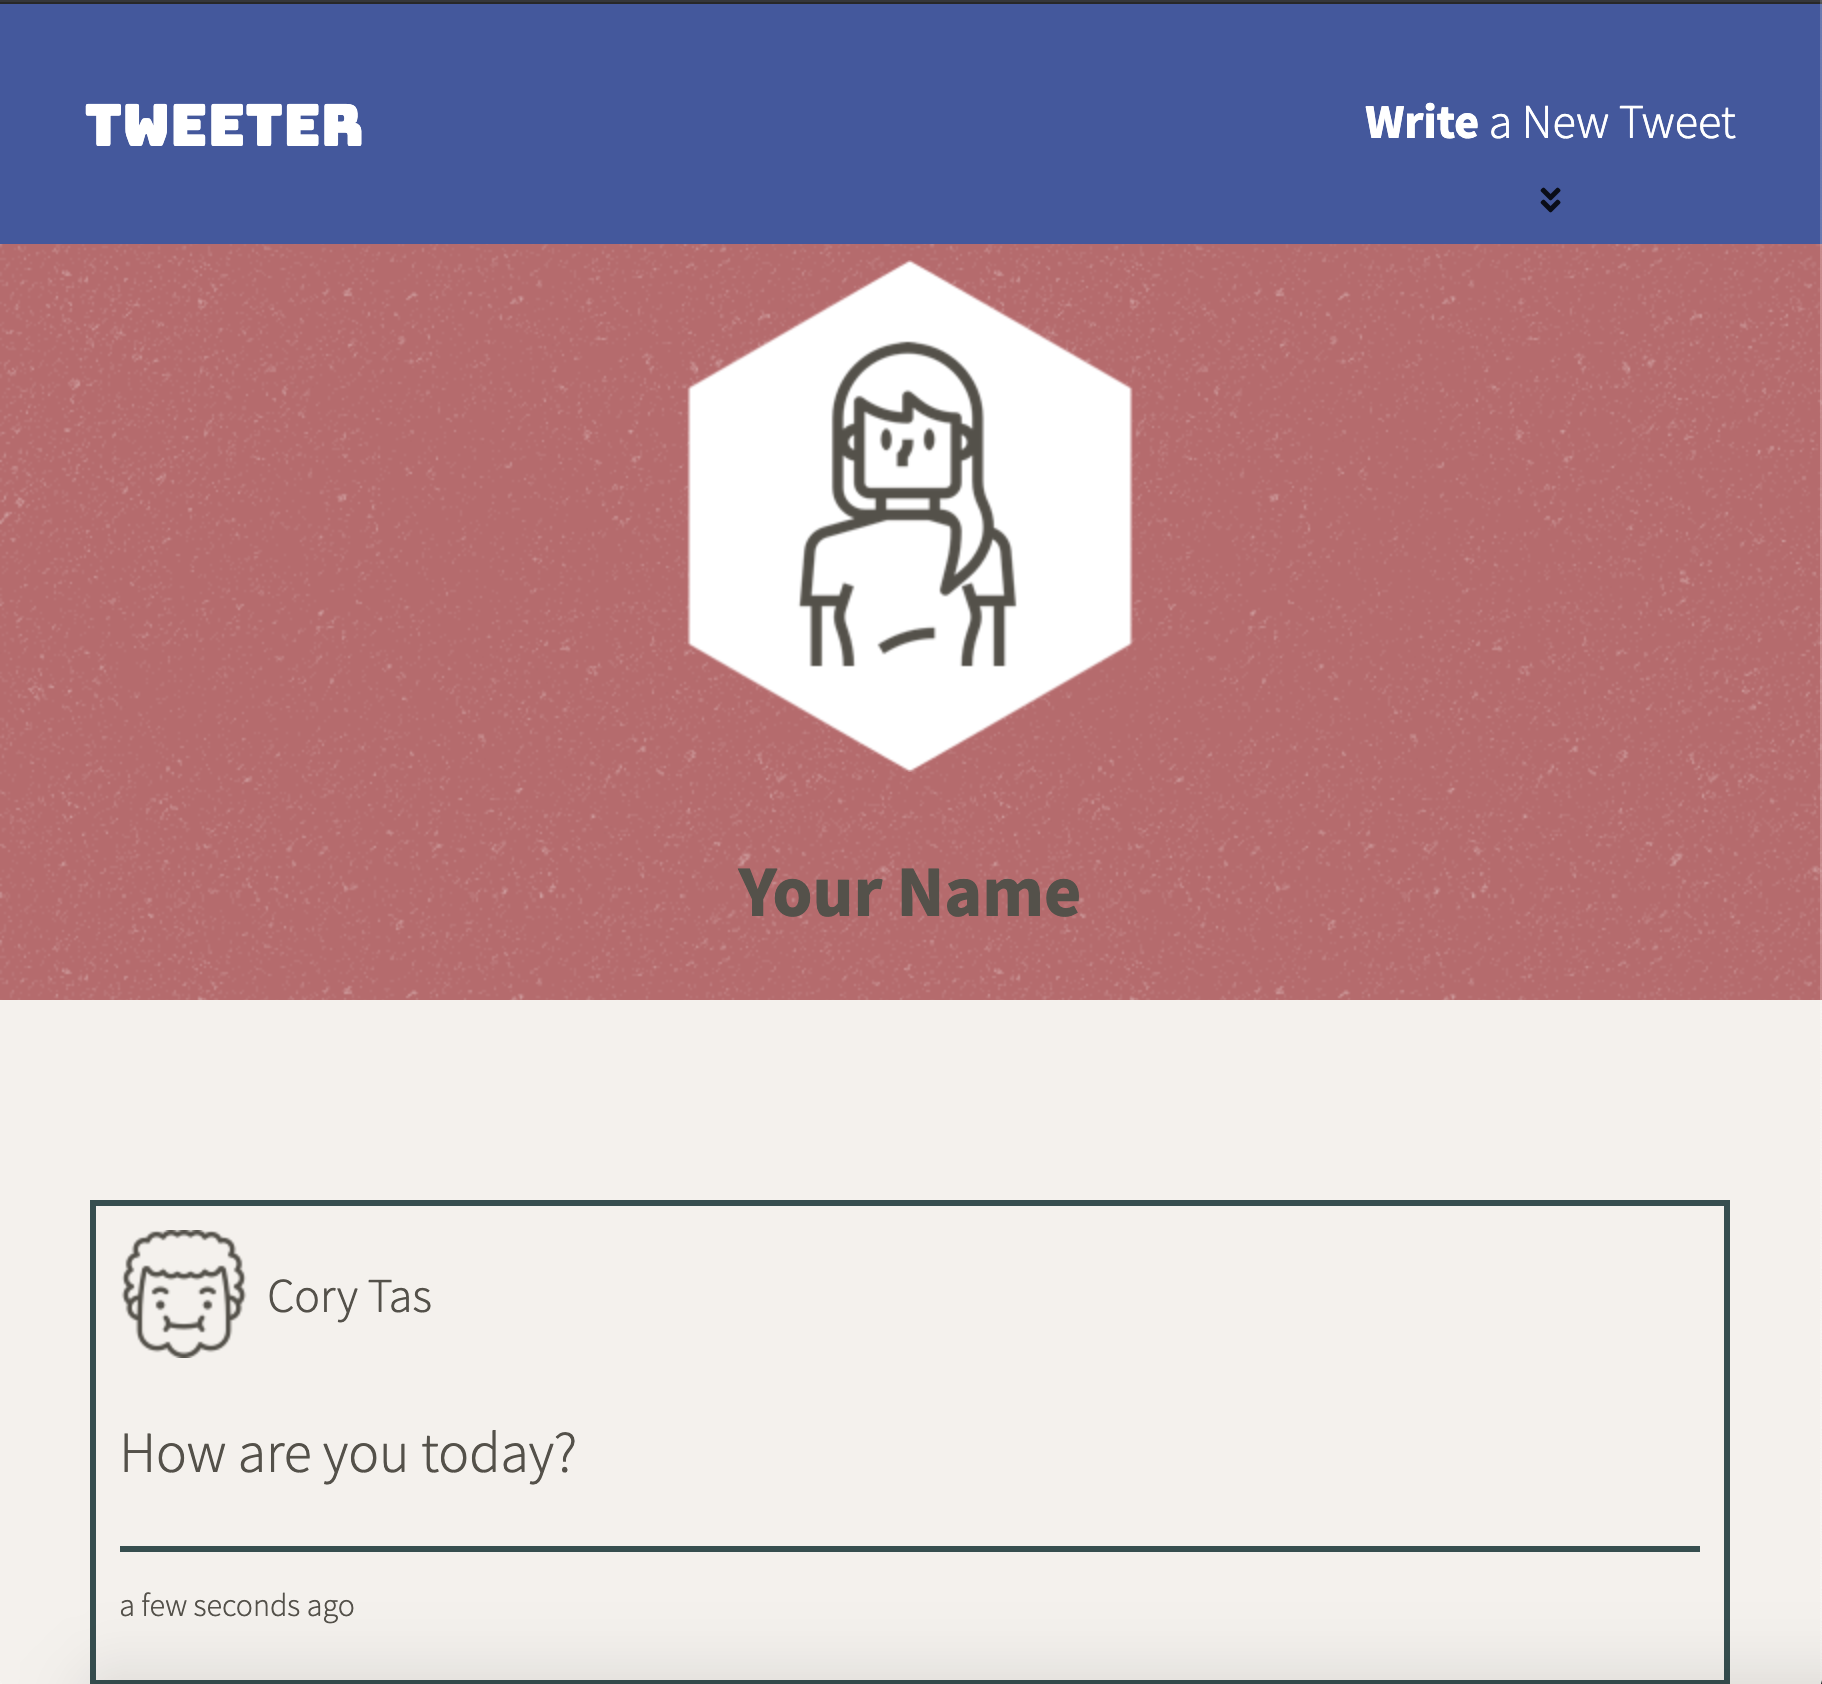 TWEETER
Write a New Tweet
Your Name
Cory Tas
How are you today?
a few seconds ago